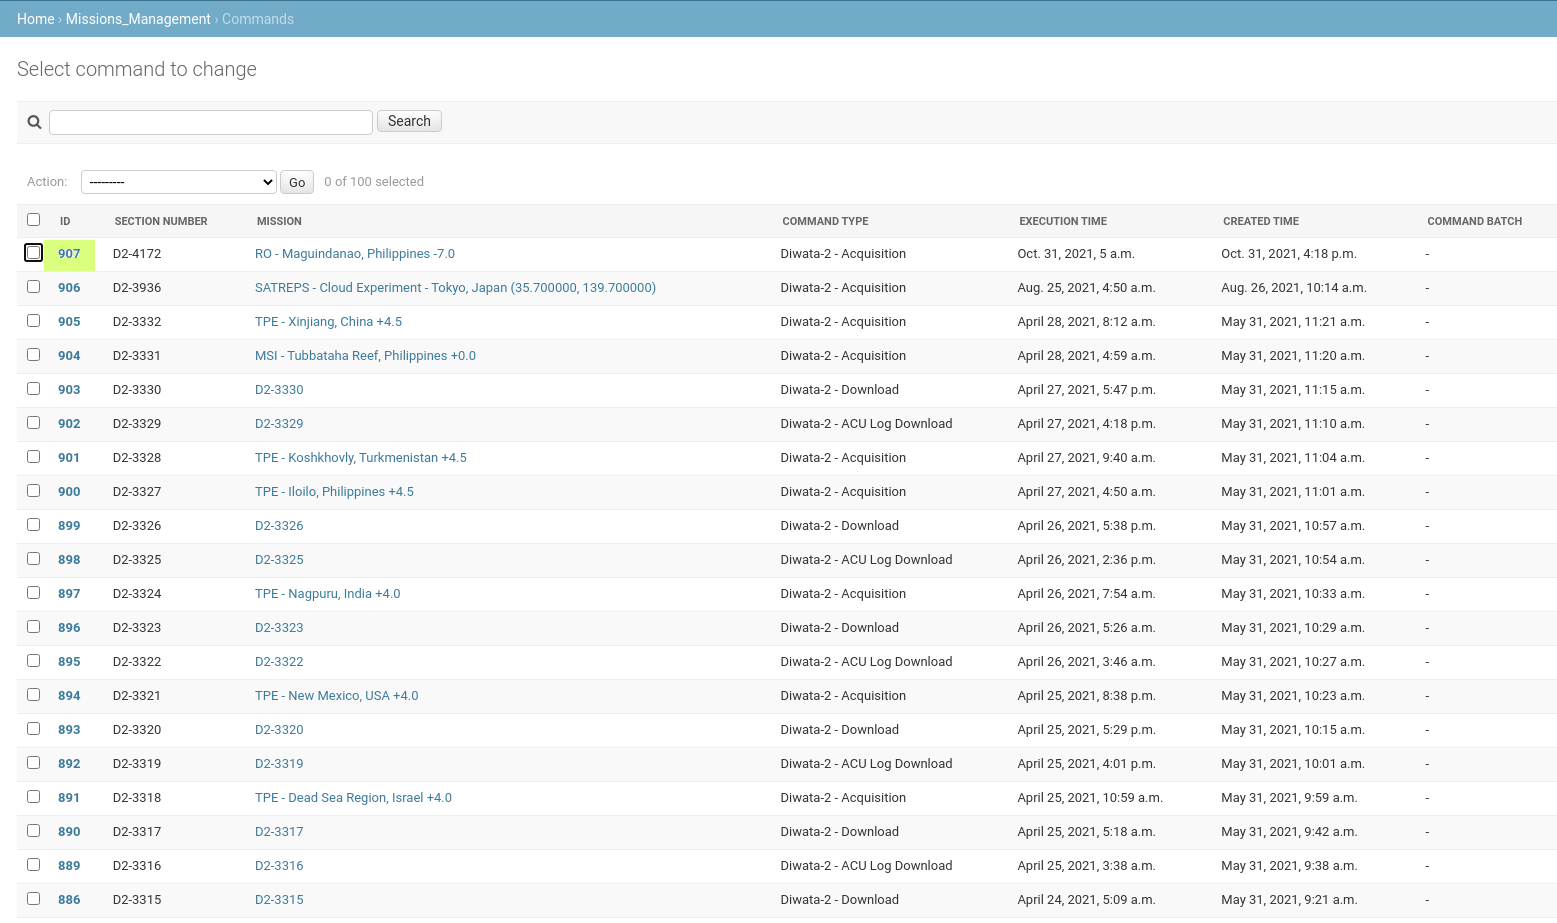 Home › Missions_Management › Commands
Select command to change
Search
Action: --------- Go 0 of 100 selected
ID SECTION NUMBER MISSION COMMAND TYPE EXECUTION TIME CREATED TIME COMMAND BATCH
907 D2-4172 RO - Maguindanao, Philippines -7.0 Diwata-2 - Acquisition Oct. 31, 2021, 5 a.m. Oct. 31, 2021, 4:18 p.m. -
906 D2-3936 SATREPS - Cloud Experiment - Tokyo, Japan (35.700000, 139.700000) Diwata-2 - Acquisition Aug. 25, 2021, 4:50 a.m. Aug. 26, 2021, 10:14 a.m. -
905 D2-3332 TPE - Xinjiang, China +4.5 Diwata-2 - Acquisition April 28, 2021, 8:12 a.m. May 31, 2021, 11:21 a.m. -
904 D2-3331 MSI - Tubbataha Reef, Philippines +0.0 Diwata-2 - Acquisition April 28, 2021, 4:59 a.m. May 31, 2021, 11:20 a.m. -
903 D2-3330 D2-3330 Diwata-2 - Download April 27, 2021, 5:47 p.m. May 31, 2021, 11:15 a.m. -
902 D2-3329 D2-3329 Diwata-2 - ACU Log Download April 27, 2021, 4:18 p.m. May 31, 2021, 11:10 a.m. -
901 D2-3328 TPE - Koshkhovly, Turkmenistan +4.5 Diwata-2 - Acquisition April 27, 2021, 9:40 a.m. May 31, 2021, 11:04 a.m. -
900 D2-3327 TPE - Iloilo, Philippines +4.5 Diwata-2 - Acquisition April 27, 2021, 4:50 a.m. May 31, 2021, 11:01 a.m. -
899 D2-3326 D2-3326 Diwata-2 - Download April 26, 2021, 5:38 p.m. May 31, 2021, 10:57 a.m. -
898 D2-3325 D2-3325 Diwata-2 - ACU Log Download April 26, 2021, 2:36 p.m. May 31, 2021, 10:54 a.m. -
897 D2-3324 TPE - Nagpuru, India +4.0 Diwata-2 - Acquisition April 26, 2021, 7:54 a.m. May 31, 2021, 10:33 a.m. -
896 D2-3323 D2-3323 Diwata-2 - Download April 26, 2021, 5:26 a.m. May 31, 2021, 10:29 a.m. -
895 D2-3322 D2-3322 Diwata-2 - ACU Log Download April 26, 2021, 3:46 a.m. May 31, 2021, 10:27 a.m. -
894 D2-3321 TPE - New Mexico, USA +4.0 Diwata-2 - Acquisition April 25, 2021, 8:38 p.m. May 31, 2021, 10:23 a.m. -
893 D2-3320 D2-3320 Diwata-2 - Download April 25, 2021, 5:29 p.m. May 31, 2021, 10:15 a.m. -
892 D2-3319 D2-3319 Diwata-2 - ACU Log Download April 25, 2021, 4:01 p.m. May 31, 2021, 10:01 a.m. -
891 D2-3318 TPE - Dead Sea Region, Israel +4.0 Diwata-2 - Acquisition April 25, 2021, 10:59 a.m. May 31, 2021, 9:59 a.m. -
890 D2-3317 D2-3317 Diwata-2 - Download April 25, 2021, 5:18 a.m. May 31, 2021, 9:42 a.m. -
889 D2-3316 D2-3316 Diwata-2 - ACU Log Download April 25, 2021, 3:38 a.m. May 31, 2021, 9:38 a.m. -
886 D2-3315 D2-3315 Diwata-2 - Download April 24, 2021, 5:09 a.m. May 31, 2021, 9:21 a.m. -